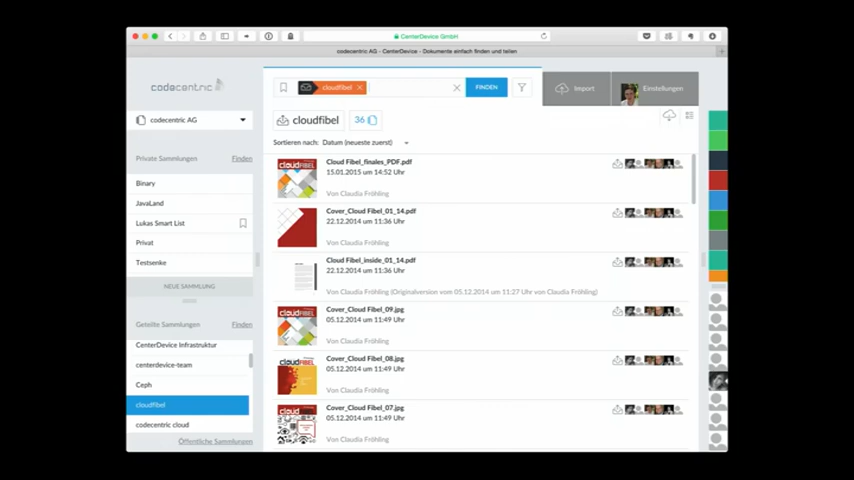 CenterDevice GmbH
codecentric AG - CenterDevice - Dokumente einfach finden und teilen
codecentric
cloudfibel
FINDEN
Import
Einstellungen
codecentric AG
cloudfibel
36
Sortieren nach: Datum (neueste zuerst)
Private Sammlungen
Finden
Binary
JavaLand
Lukas Smart List
Privat
Testsenke
NEUE SAMMLUNG
Geteilte Sammlungen
Finden
CenterDevice Infrastruktur
centerdevice-team
Ceph
cloudfibel
codecentric cloud
Öffentliche Sammlungen
cloudFIBEL
Cloud Fibel_finales_PDF.pdf
15.01.2015 um 14:52 Uhr
Von Claudia Fröhling
Cover_Cloud Fibel_01_14.pdf
22.12.2014 um 11:36 Uhr
Von Claudia Fröhling
Cloud Fibel_inside_01_14.pdf
22.12.2014 um 11:36 Uhr
Von Claudia Fröhling (Originalversion vom 05.12.2014 um 11:27 Uhr von Claudia Fröhling)
cloudFIBEL
Cover_Cloud Fibel_09.jpg
05.12.2014 um 11:49 Uhr
Von Claudia Fröhling
cloudFIBEL
Cover_Cloud Fibel_08.jpg
05.12.2014 um 11:49 Uhr
Von Claudia Fröhling
cloudFIBEL
Cover_Cloud Fibel_07.jpg
05.12.2014 um 11:49 Uhr
Von Claudia Fröhling